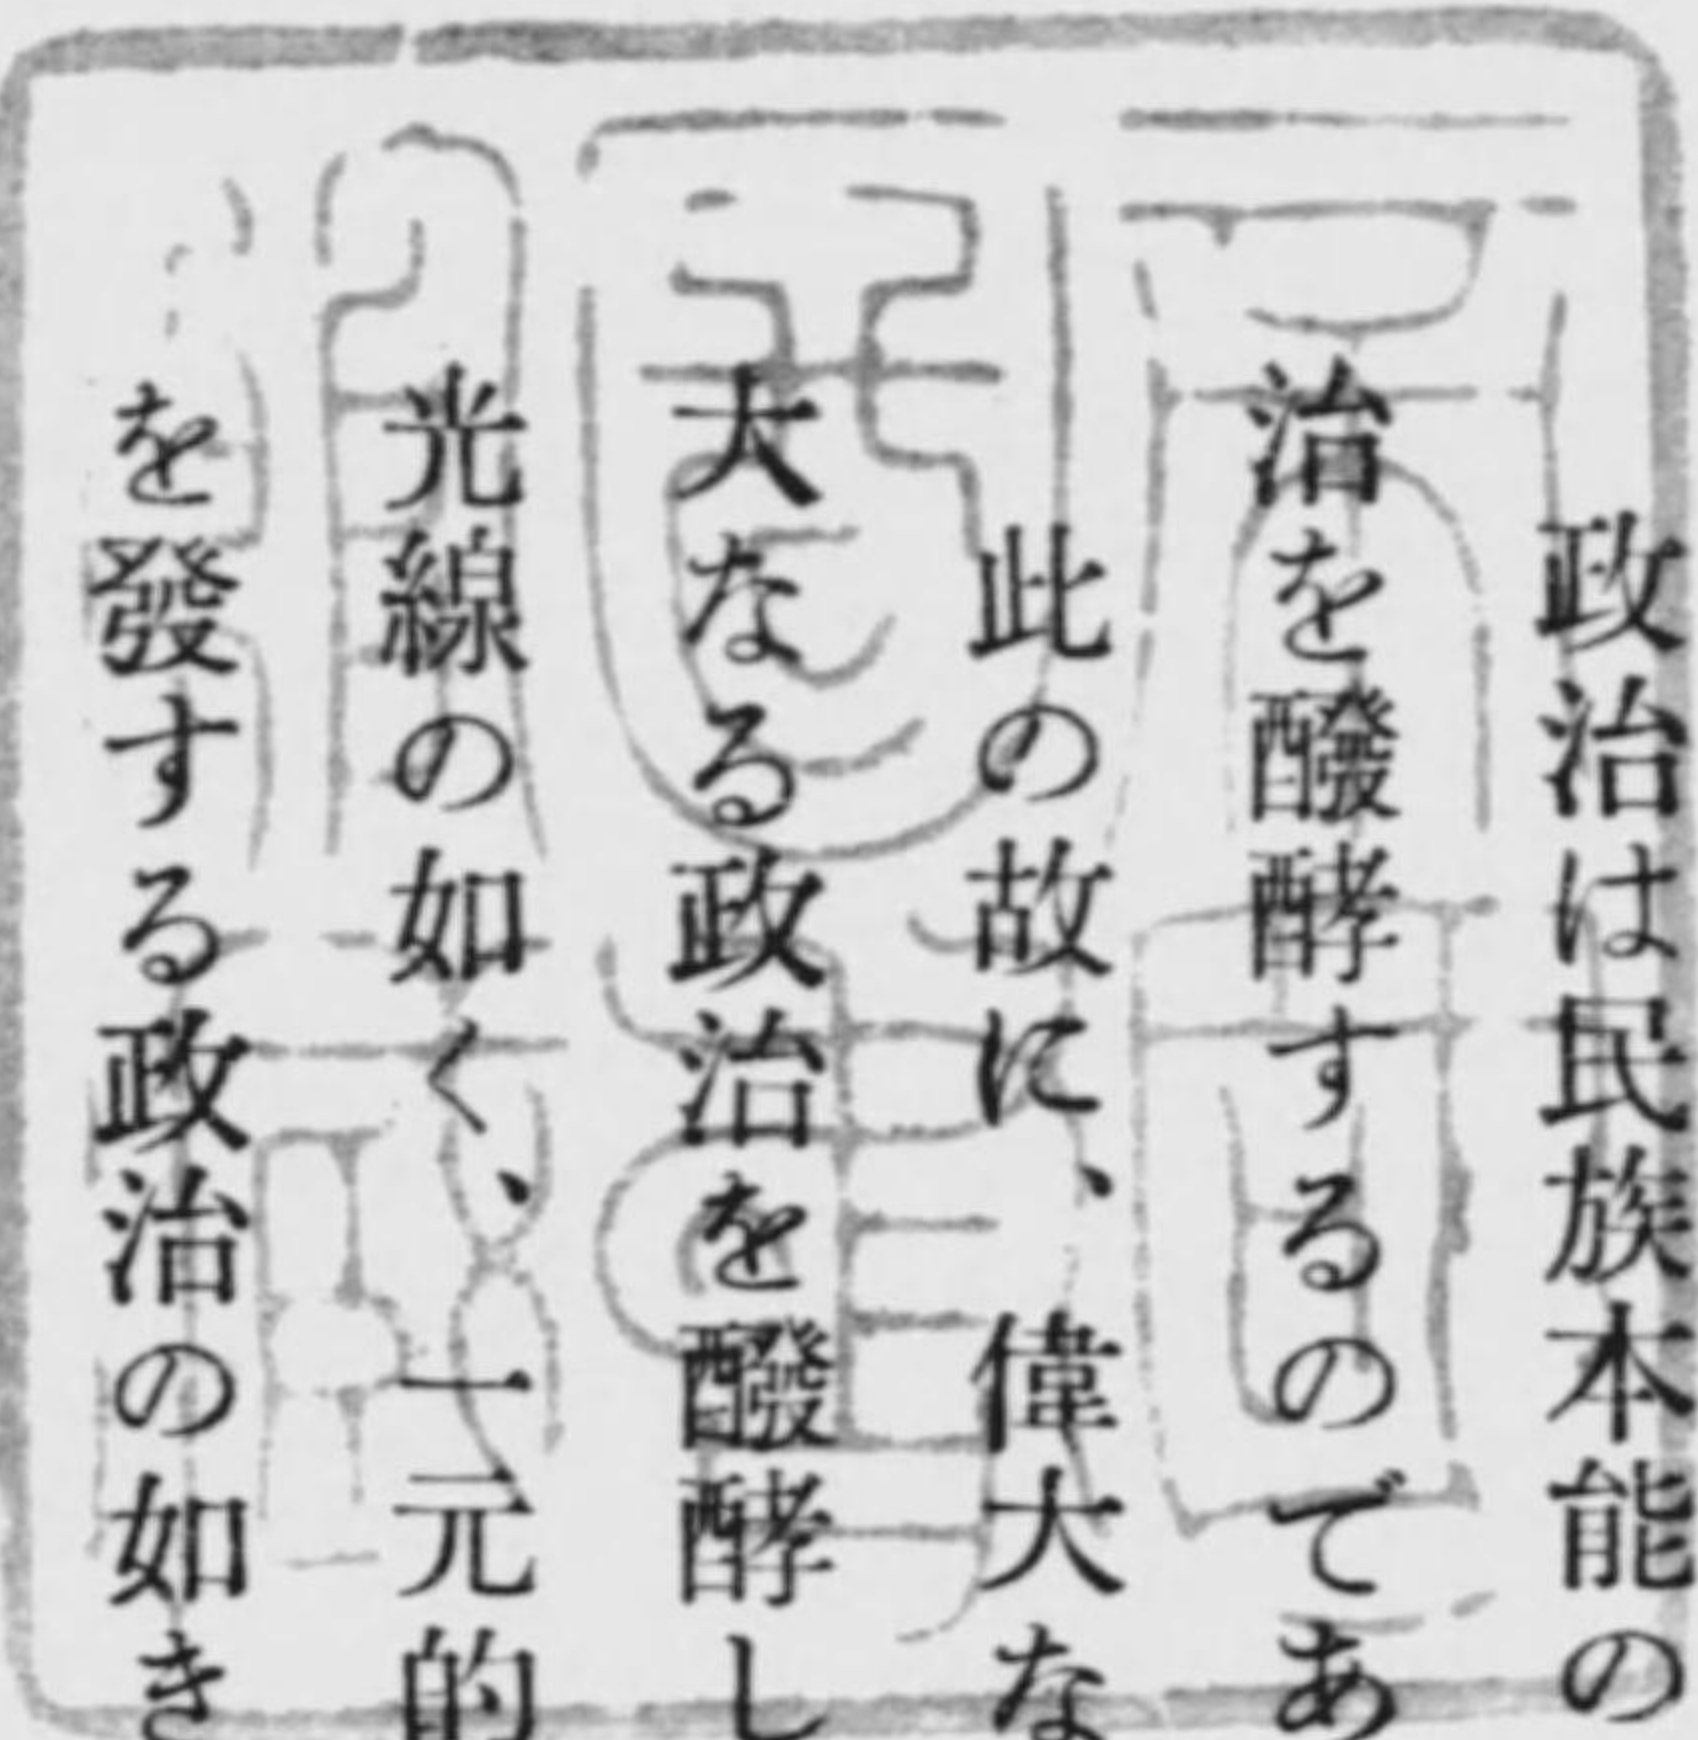 政治は民族本能の
治を醱酵するのであ
此の故に、偉大な
大なる政治を醱酵し
光線の如く、一元的
を發する政治の如き